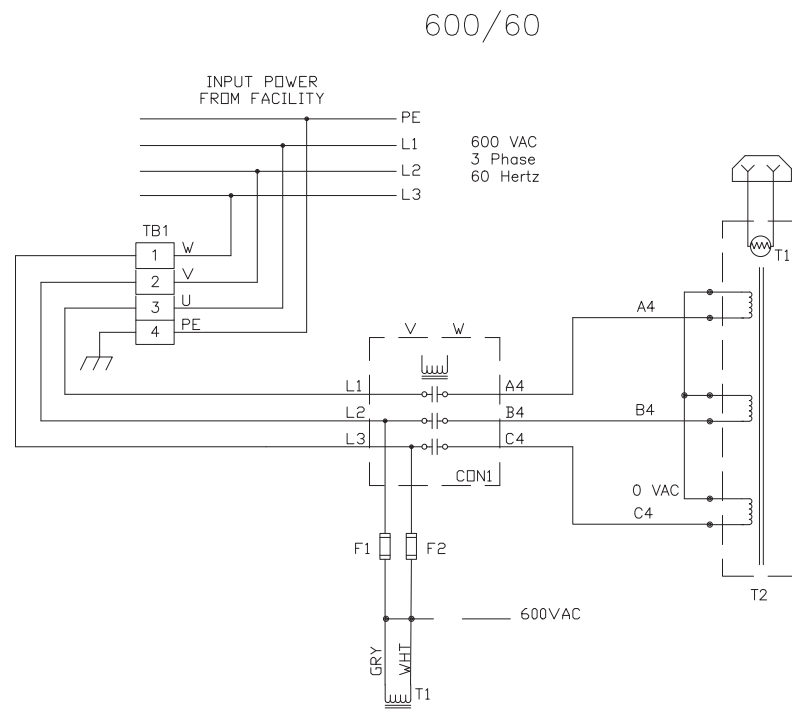 600/60
INPUT POWER
FROM FACILITY
PE
L1
L2
L3
600 VAC
3 Phase
60 Hertz
TB1
1 W
2 V
3 U
4 PE
T1
A4
V W
L1 A4
L2 B4
L3 C4
CON1
B4
0 VAC
C4
T2
F1 F2
600VAC
GRY
WHT
T1